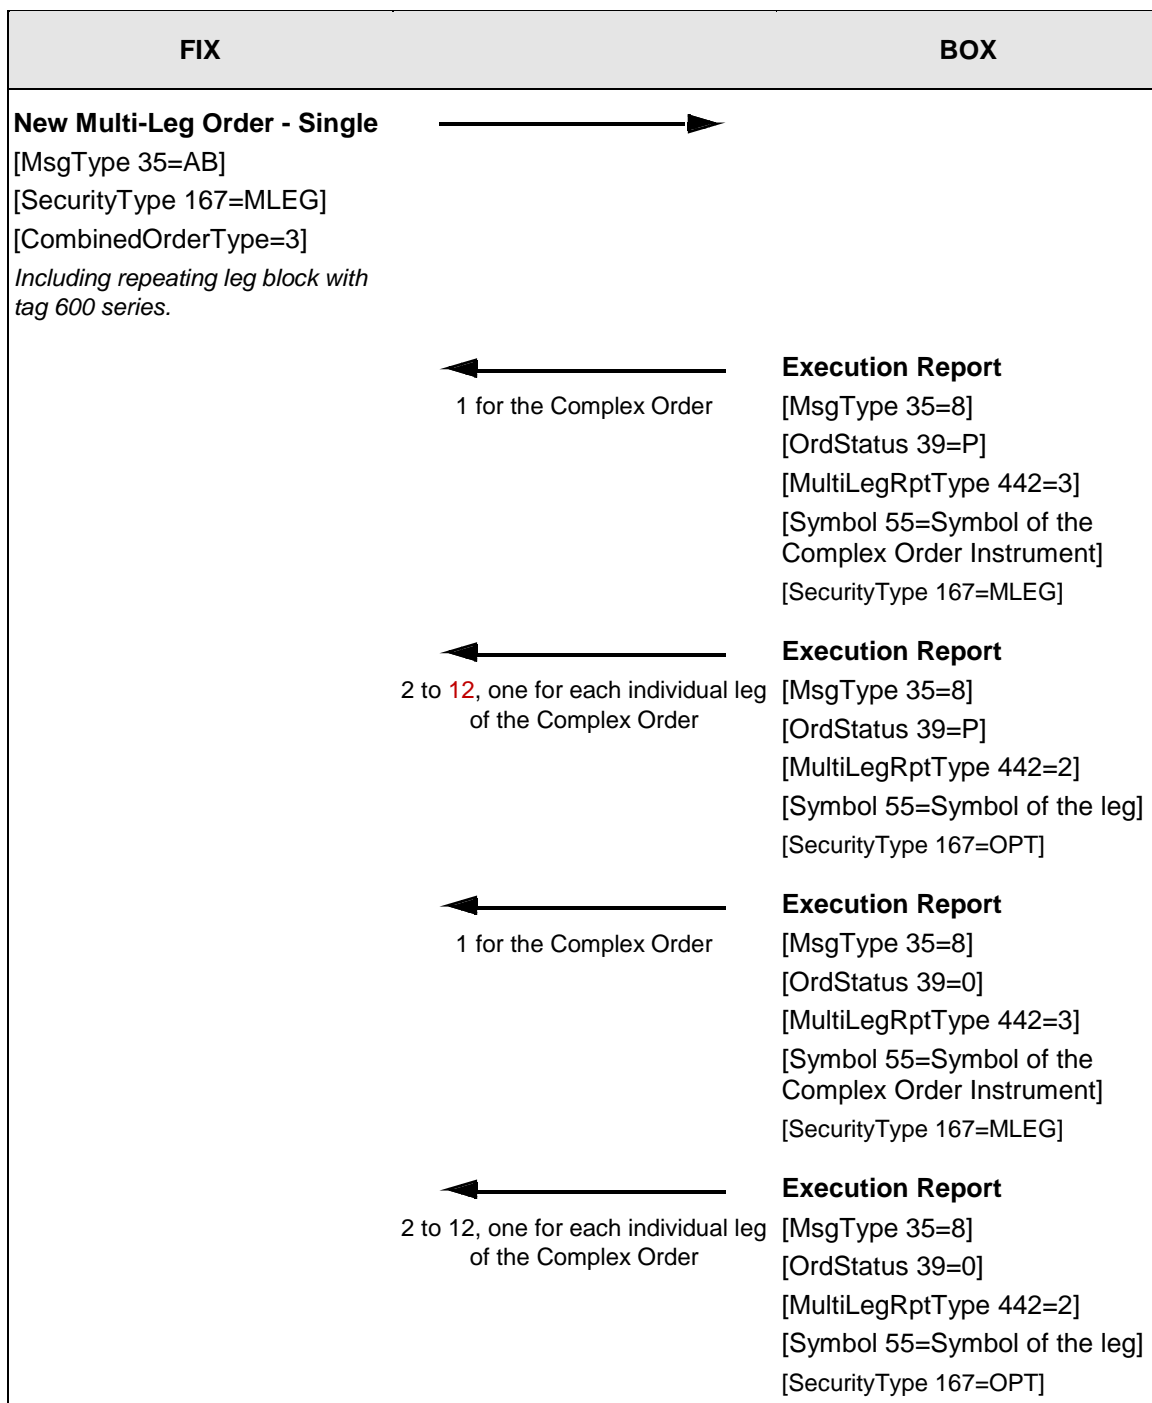 FIX
BOX
New Multi-Leg Order - Single
[MsgType 35=AB]
[SecurityType 167=MLEG]
[CombinedOrderType=3]
Including repeating leg block with
tag 600 series.
Execution Report
1 for the Complex Order
[MsgType 35=8]
[OrdStatus 39=P]
[MultiLegRptType 442=3]
[Symbol 55=Symbol of the
Complex Order Instrument]
[SecurityType 167=MLEG]
Execution Report
2 to 12, one for each individual leg
of the Complex Order
[MsgType 35=8]
[OrdStatus 39=P]
[MultiLegRptType 442=2]
[Symbol 55=Symbol of the leg]
[SecurityType 167=OPT]
Execution Report
1 for the Complex Order
[MsgType 35=8]
[OrdStatus 39=0]
[MultiLegRptType 442=3]
[Symbol 55=Symbol of the
Complex Order Instrument]
[SecurityType 167=MLEG]
Execution Report
2 to 12, one for each individual leg
of the Complex Order
[MsgType 35=8]
[OrdStatus 39=0]
[MultiLegRptType 442=2]
[Symbol 55=Symbol of the leg]
[SecurityType 167=OPT]